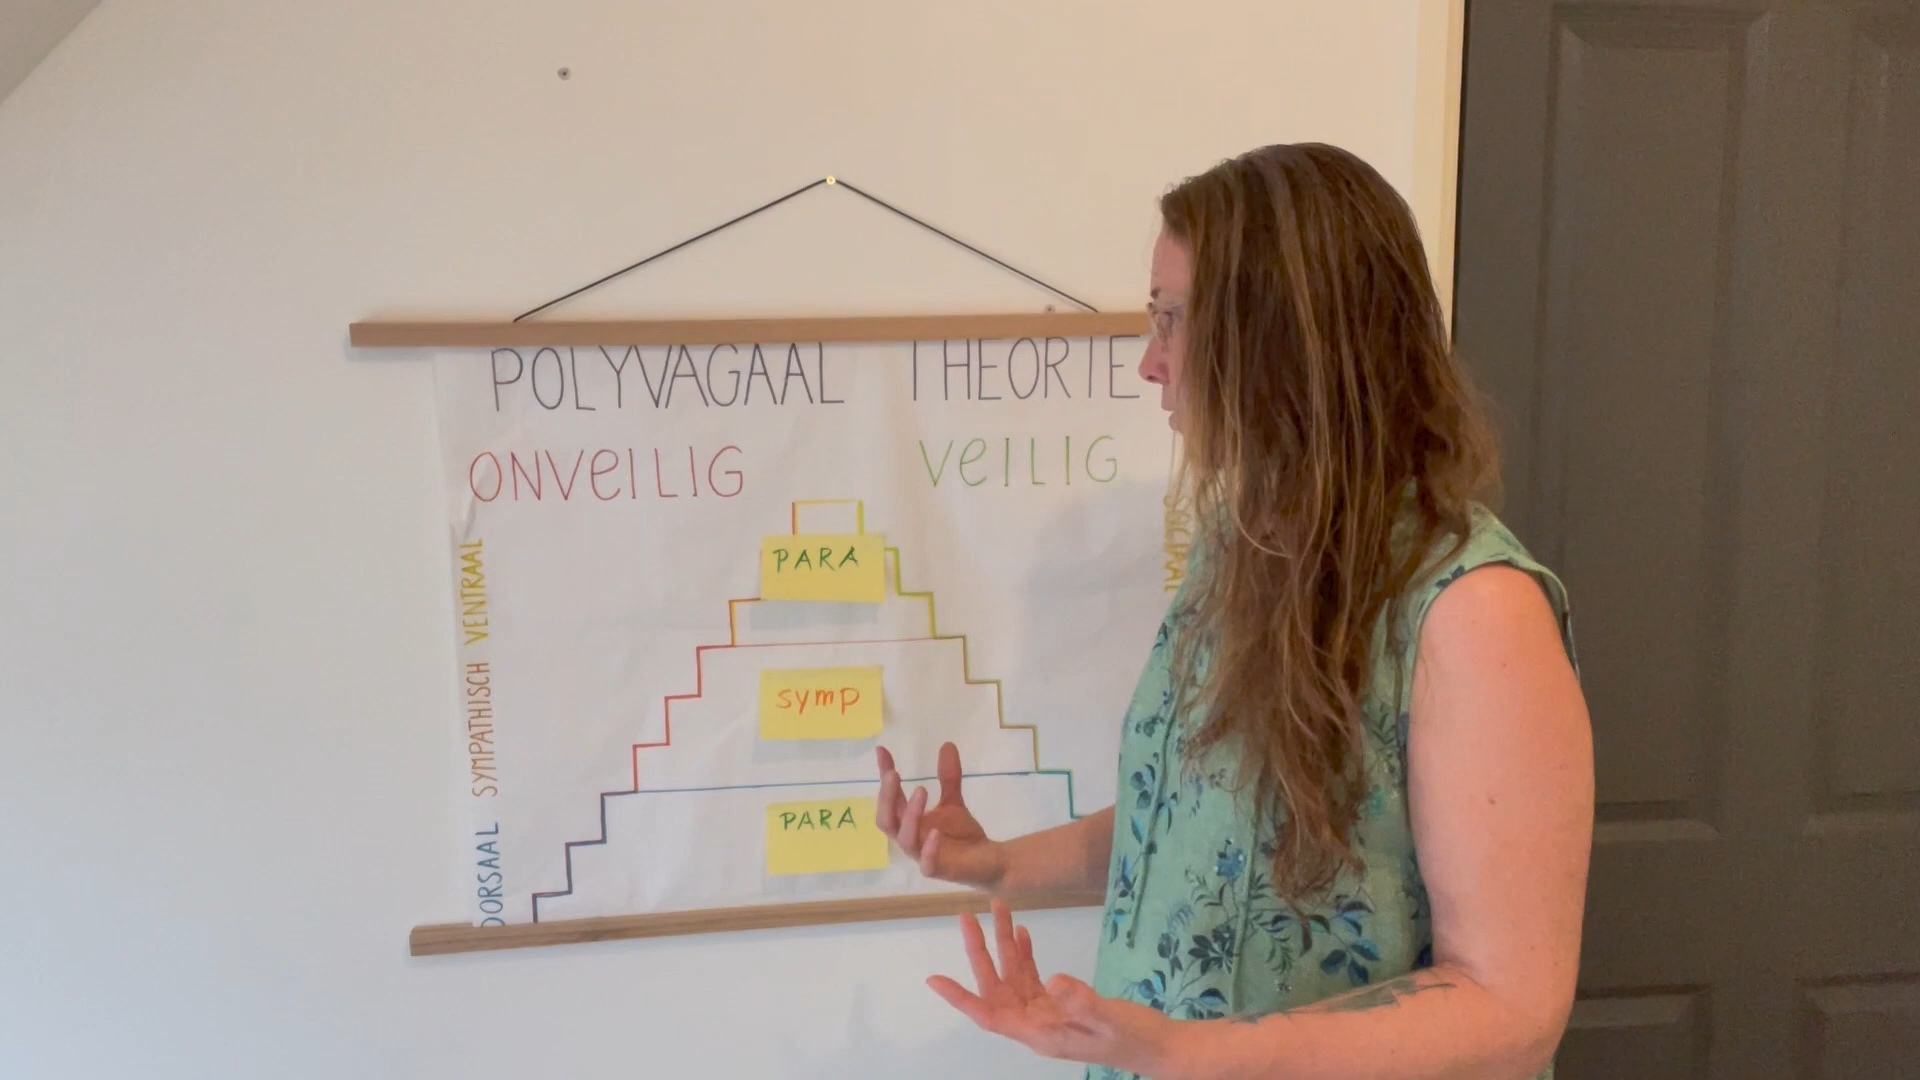 POLYVAGAAL THEORIE
ONVEILIG VEILIG
VENTRAAL
SYMPATHISCH
DORSAAL
PARA
symp
PARA